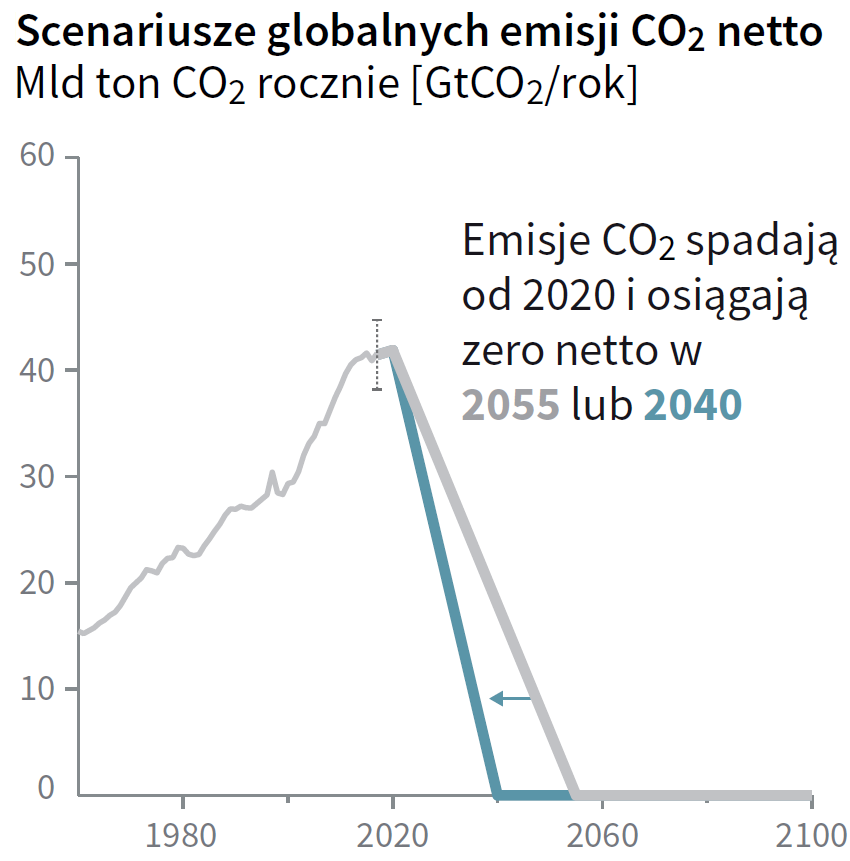 Scenariusze globalnych emisji CO₂ netto
Mld ton CO₂ rocznie [GtCO₂/rok]
60
50
Emisje CO₂ spadają
od 2020 i osiągają
zero netto w
2055 lub 2040
40
30
20
10
0
1980 2020 2060 2100